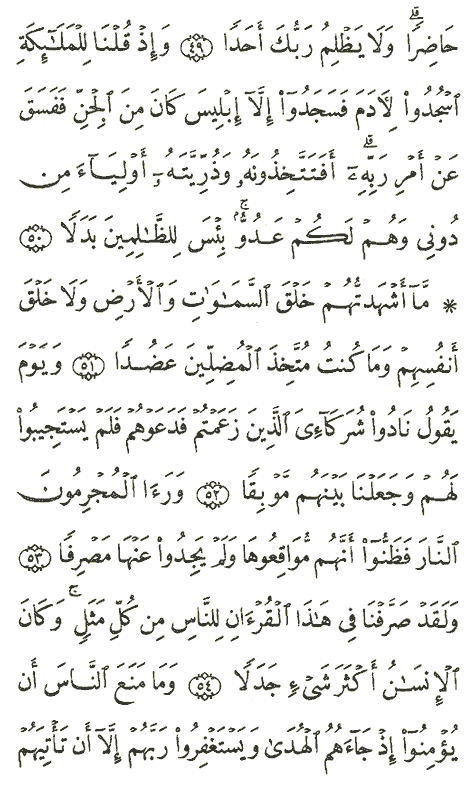 حَاضِرًاۗ وَلَا يَظْلِمُ رَبُّكَ أَحَدًا ٤٩ وَإِذْ قُلْنَا لِلْمَلَٰٓئِكَةِ
ٱسْجُدُوا۟ لِءَادَمَ فَسَجَدُوٓا۟ إِلَّآ إِبْلِيسَ كَانَ مِنَ ٱلْجِنِّ فَفَسَقَ
عَنْ أَمْرِ رَبِّهِۦٓۗ أَفَتَتَّخِذُونَهُۥ وَذُرِّيَّتَهُۥٓ أَوْلِيَآءَ مِن
دُونِى وَهُمْ لَكُمْ عَدُوٌّۢۚ بِئْسَ لِلظَّٰلِمِينَ بَدَلًا ٥٠
* مَّآ أَشْهَدتُّهُمْ خَلْقَ ٱلسَّمَٰوَٰتِ وَٱلْأَرْضِ وَلَا خَلْقَ
أَنفُسِهِمْ وَمَا كُنتُ مُتَّخِذَ ٱلْمُضِلِّينَ عَضُدًا ٥١ وَيَوْمَ
يَقُولُ نَادُوا۟ شُرَكَآءِىَ ٱلَّذِينَ زَعَمْتُمْ فَدَعَوْهُمْ فَلَمْ يَسْتَجِيبُوا۟
لَهُمْ وَجَعَلْنَا بَيْنَهُم مَّوْبِقًا ٥٢ وَرَءَا ٱلْمُجْرِمُونَ
ٱلنَّارَ فَظَنُّوٓا۟ أَنَّهُم مُّوَاقِعُوهَا وَلَمْ يَجِدُوا۟ عَنْهَا مَصْرِفًا ٥٣
وَلَقَدْ صَرَّفْنَا فِى هَٰذَا ٱلْقُرْءَانِ لِلنَّاسِ مِن كُلِّ مَثَلٍۚ وَكَانَ
ٱلْإِنسَٰنُ أَكْثَرَ شَىْءٍ جَدَلًا ٥٤ وَمَا مَنَعَ ٱلنَّاسَ أَن
يُؤْمِنُوٓا۟ إِذْ جَآءَهُمُ ٱلْهُدَىٰ وَيَسْتَغْفِرُوا۟ رَبَّهُمْ إِلَّآ أَن تَأْتِيَهُمْ